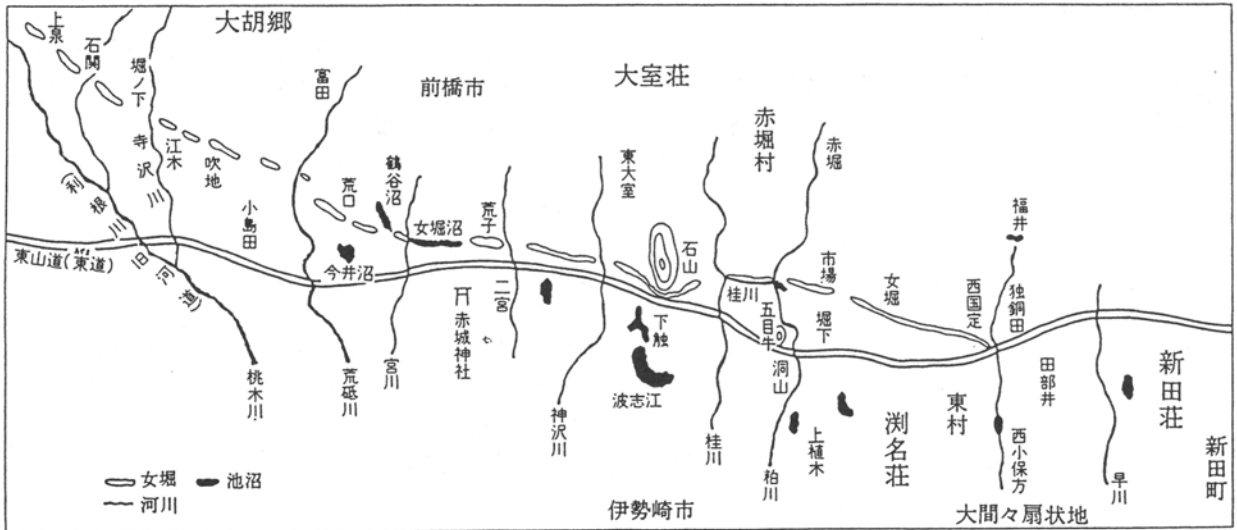 上泉
石関
大胡郷
堀ノ下
寺沢川
江木
吹地
小島田
富田
前橋市
荒口
鶴谷沼
女堀沼
今井沼
荒子
二宮
赤城神社
大室荘
東大室
石山
赤堀村
赤堀
桂川
五目牛
市場
堀下
洞山
女堀
西国定
福井
独鈷田
田部井
新田荘
新田町
東山道(東道)
(利根川旧河道)
桃木川
荒砥川
宮川
神沢川
下触
波志江
桂川
粕川
上植木
渕名荘
東村
西小保方
早川
伊勢崎市
大間々扇状地
女堀
池沼
河川